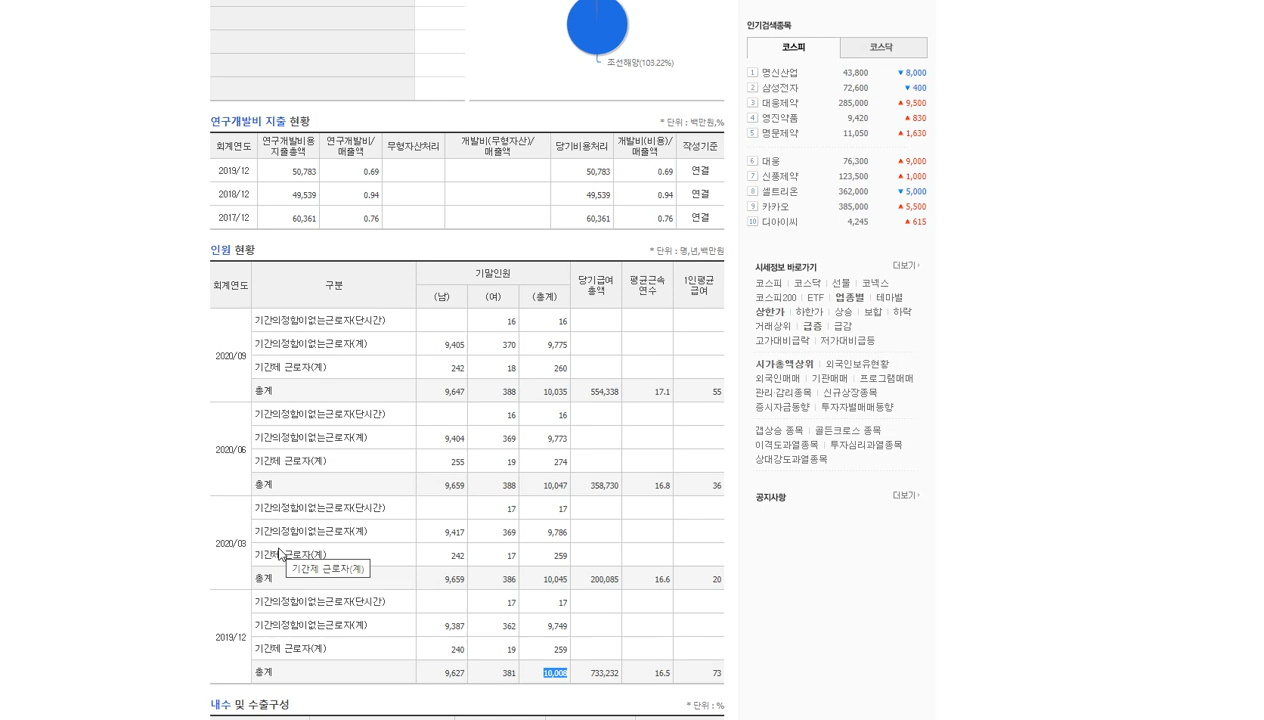 조선해양(103.22%)
연구개발비 지출 현황
* 단위 : 백만원,%
회계연도 연구개발비용 지출총액 연구개발비/ 매출액 무형자산처리 개발비(무형자산)/ 매출액 당기비용처리 개발비(비용)/ 매출액 작성기준
2019/12 50,783 0.69 50,783 0.69 연결
2018/12 49,539 0.94 49,539 0.94 연결
2017/12 60,361 0.76 60,361 0.76 연결
인원 현황
* 단위 : 명,년,백만원
회계연도 구분 기말인원 당기급여 총액 평균근속 연수 1인평균 급여
(남) (여) (총계)
2020/09
기간의정함이없는근로자(단시간) 16 16
기간의정함이없는근로자(계) 9,405 370 9,775
기간제 근로자(계) 242 18 260
총계 9,647 388 10,035 554,338 17.1 55
2020/06
기간의정함이없는근로자(단시간) 16 16
기간의정함이없는근로자(계) 9,404 369 9,773
기간제 근로자(계) 255 19 274
총계 9,659 388 10,047 358,730 16.8 36
2020/03
기간의정함이없는근로자(단시간) 17 17
기간의정함이없는근로자(계) 9,417 369 9,786
기간제 근로자(계) 242 17 259
기간제 근로자(계)
총계 9,659 386 10,045 200,085 16.6 20
2019/12
기간의정함이없는근로자(단시간) 17 17
기간의정함이없는근로자(계) 9,387 362 9,749
기간제 근로자(계) 240 19 259
총계 9,627 381 10,008 733,232 16.5 73
내수 및 수출구성
* 단위 : %
인기검색종목
코스피 코스닥
1 명신산업 43,800 ▼8,000
2 삼성전자 72,600 ▼400
3 대웅제약 285,000 ▲9,500
4 영진약품 9,420 ▲830
5 명문제약 11,050 ▲1,630
6 대웅 76,300 ▲9,000
7 신풍제약 123,500 ▲1,000
8 셀트리온 362,000 ▼5,000
9 카카오 385,000 ▲5,500
10 디아이씨 4,245 ▲615
시세정보 바로가기 더보기
코스피 코스닥 선물 코넥스
코스피200 ETF 업종별 테마별
상한가 하한가 상승 보합 하락
거래상위 급증 급감
고가대비급락 저가대비급등
시가총액상위 외국인보유현황
외국인매매 기관매매 프로그램매매
관리·감리종목 신규상장종목
증시자금동향 투자자별매매동향
갭상승 종목 골든크로스 종목
이격도과열종목 투자심리과열종목
상대강도과열종목
공지사항 더보기